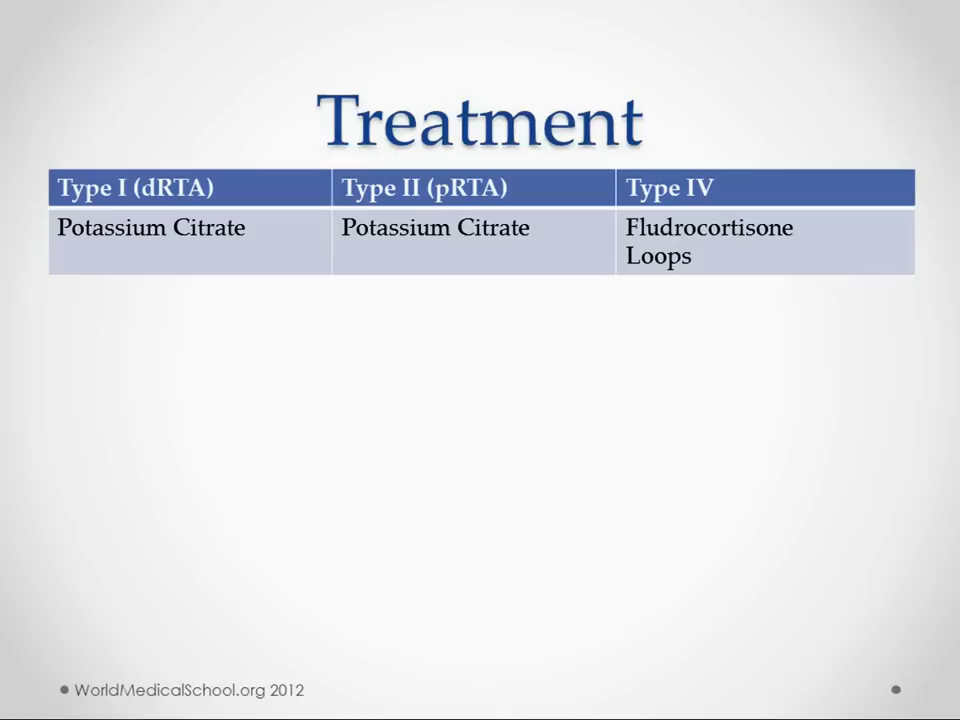 Treatment
Type I (dRTA) Type II (pRTA) Type IV
Potassium Citrate Potassium Citrate Fludrocortisone
Loops
WorldMedicalSchool.org 2012